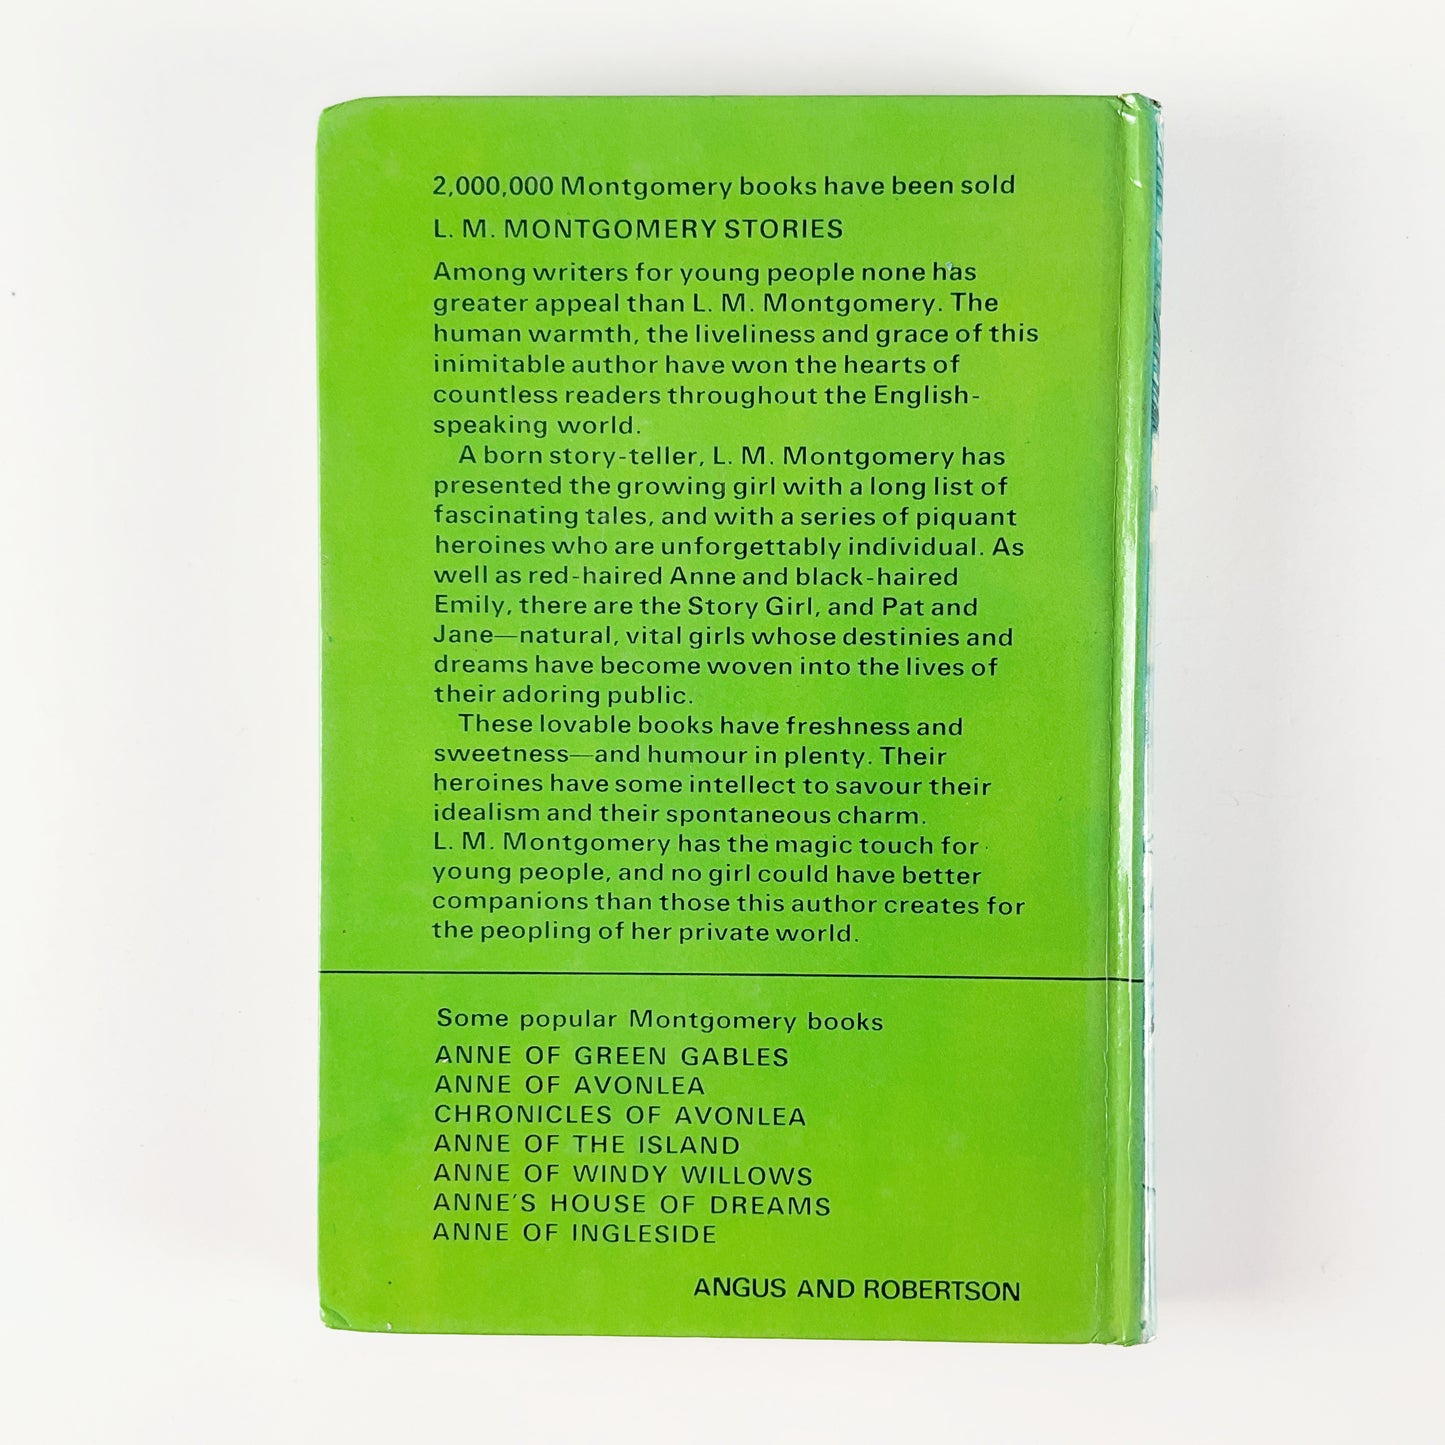 2,000,000 Montgomery books have been sold
L. M. MONTGOMERY STORIES
Among writers for young people none has
greater appeal than L. M. Montgomery. The
human warmth, the liveliness and grace of this
inimitable author have won the hearts of
countless readers throughout the English-
speaking world.
A born story-teller, L. M. Montgomery has
presented the growing girl with a long list of
fascinating tales, and with a series of piquant
heroines who are unforgettably individual. As
well as red-haired Anne and black-haired
Emily, there are the Story Girl, and Pat and
Jane—natural, vital girls whose destinies and
dreams have become woven into the lives of
their adoring public.
These lovable books have freshness and
sweetness—and humour in plenty. Their
heroines have some intellect to savour their
idealism and their spontaneous charm.
L. M. Montgomery has the magic touch for
young people, and no girl could have better
companions than those this author creates for
the peopling of her private world.
Some popular Montgomery books
ANNE OF GREEN GABLES
ANNE OF AVONLEA
CHRONICLES OF AVONLEA
ANNE OF THE ISLAND
ANNE OF WINDY WILLOWS
ANNE'S HOUSE OF DREAMS
ANNE OF INGLESIDE
ANGUS AND ROBERTSON